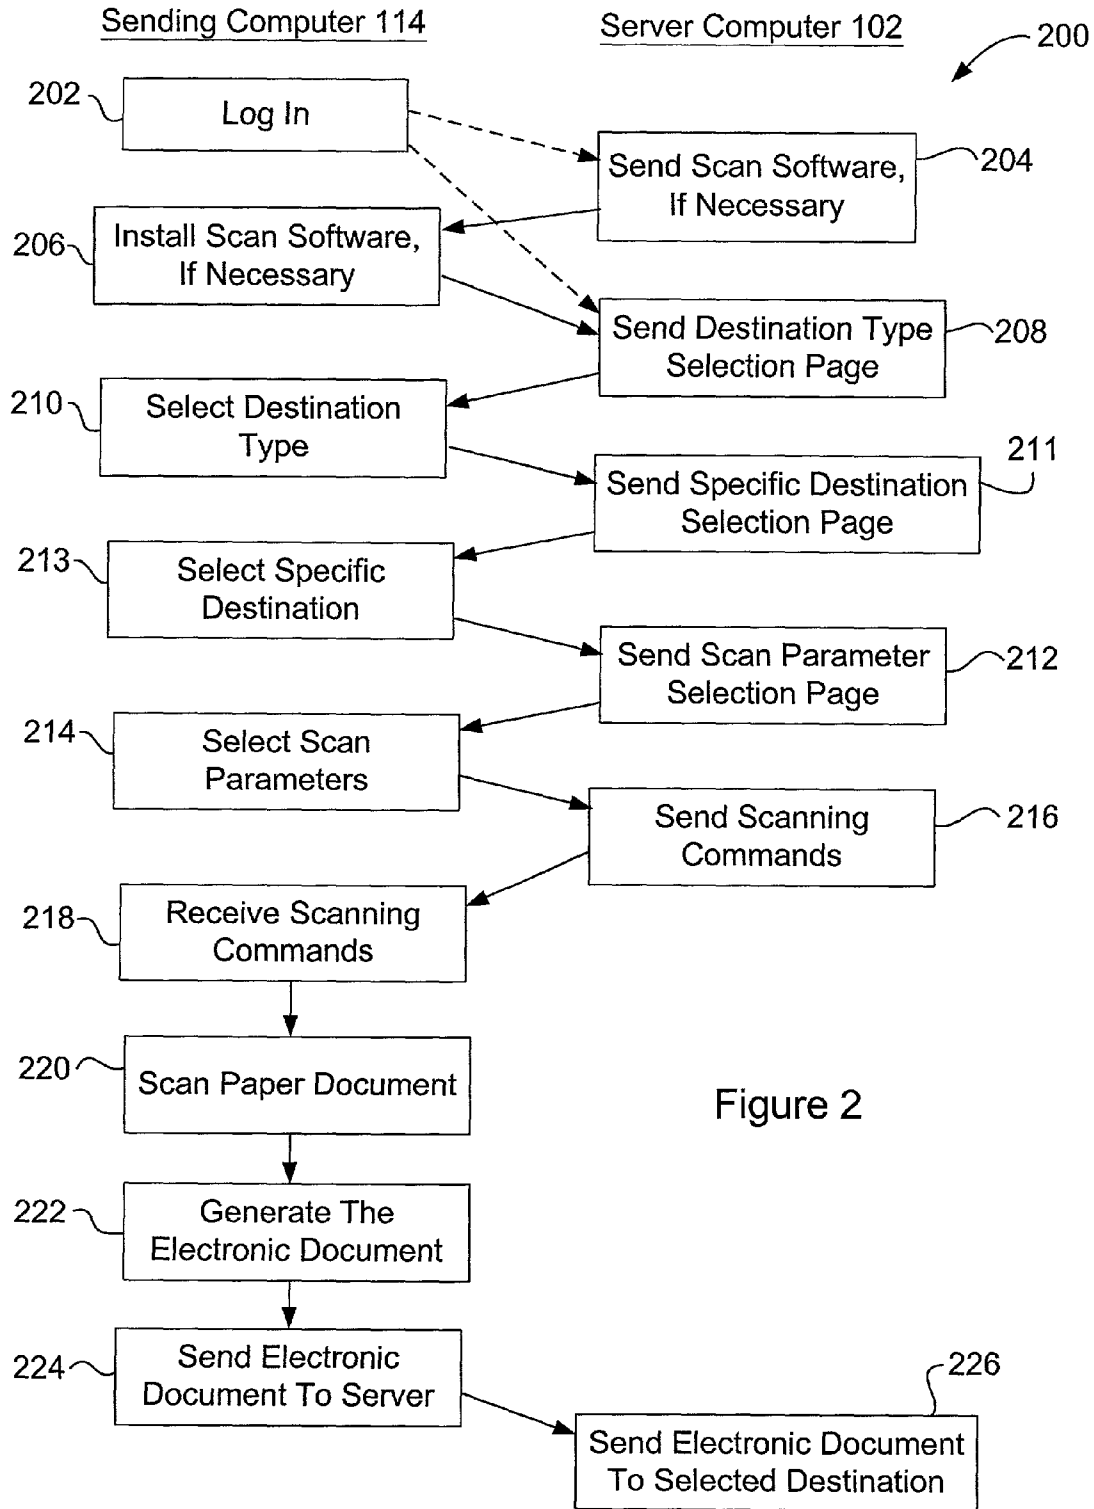 Sending Computer 114
Server Computer 102
200
202
Log In
Send Scan Software,
If Necessary
204
206
Install Scan Software,
If Necessary
Send Destination Type
Selection Page
208
210
Select Destination
Type
211
Send Specific Destination
Selection Page
213
Select Specific
Destination
Send Scan Parameter
Selection Page
212
214
Select Scan
Parameters
Send Scanning
Commands
216
218
Receive Scanning
Commands
220
Scan Paper Document
Figure 2
222
Generate The
Electronic Document
224
Send Electronic
Document To Server
226
Send Electronic Document
To Selected Destination